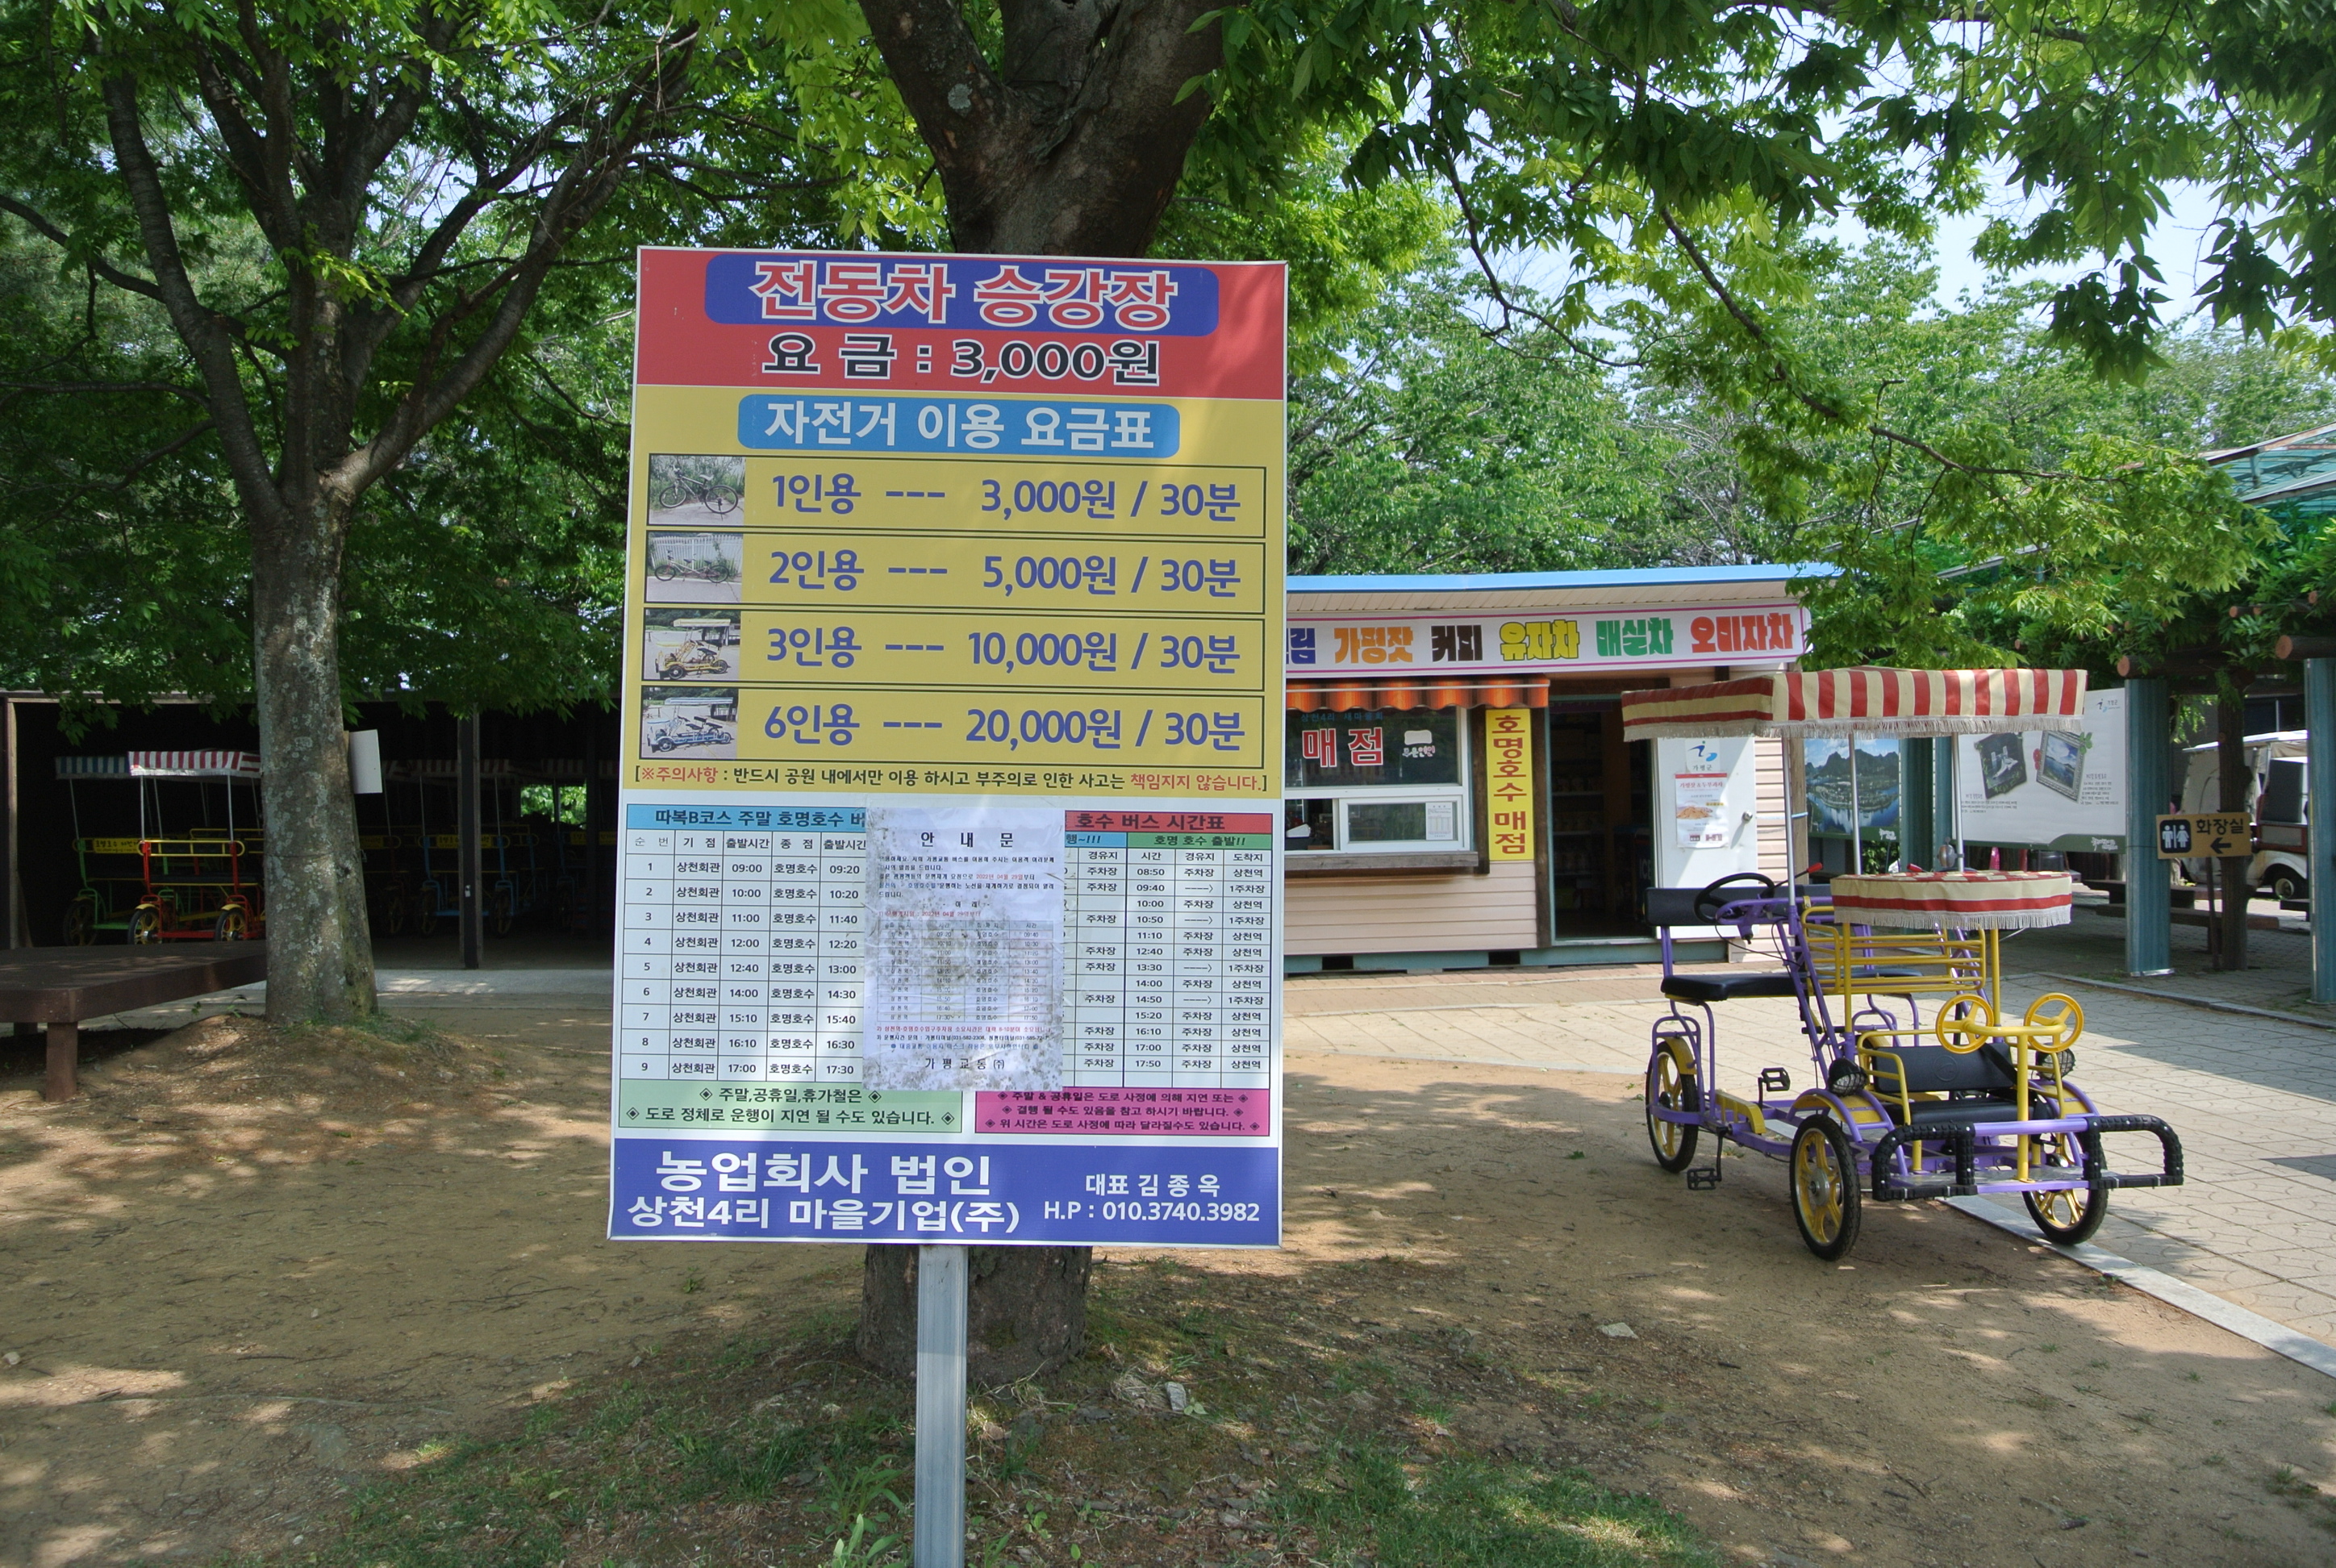 전동차 승강장
요 금 : 3,000원
자전거 이용 요금표
1인용 --- 3,000원 / 30분
2인용 --- 5,000원 / 30분
3인용 --- 10,000원 / 30분
6인용 --- 20,000원 / 30분
[※주의사항 : 반드시 공원 내에서만 이용 하시고 부주의로 인한 사고는 책임지지 않습니다.]
따복B코스 주말 호명호수
순 번 기 점 출발시간 종 점 출발시간
1 상천회관 09:00 호명호수 09:20
2 상천회관 10:00 호명호수 10:20
3 상천회관 11:00 호명호수 11:40
4 상천회관 12:00 호명호수 12:20
5 상천회관 12:40 호명호수 13:00
6 상천회관 14:00 호명호수 14:30
7 상천회관 15:10 호명호수 15:40
8 상천회관 16:10 호명호수 16:30
9 상천회관 17:00 호명호수 17:30
◈ 주말,공휴일,휴가철은 ◈
◈ 도로 정체로 운행이 지연 될 수도 있습니다. ◈
안 내 문
가 평 교 통 ㈜
호수 버스 시간표
행~!!! 호명 호수 출발!!
경유지 시간 경유지 도착지
주차장 08:50 주차장 상천역
주차장 09:40 ----> 1주차장
10:00 주차장 상천역
주차장 10:50 ----> 1주차장
11:10 주차장 상천역
주차장 12:40 주차장 상천역
주차장 13:30 ----> 1주차장
14:00 주차장 상천역
주차장 14:50 ----> 1주차장
15:20 주차장 상천역
주차장 16:10 주차장 상천역
주차장 17:00 주차장 상천역
주차장 17:50 주차장 상천역
◈ 주말 & 공휴일은 도로 사정에 의해 지연 또는 ◈
◈ 결행 될 수도 있음을 참고 하시기 바랍니다. ◈
◈ 위 시간은 도로 사정에 따라 달라질수도 있습니다. ◈
농업회사 법인
상천4리 마을기업(주)
대표 김 종 옥
H.P : 010.3740.3982
가평잣 커피 유자차 매실차 오미자차
상천4리 새마을회
매점
호명호수 매점
가평군
화장실